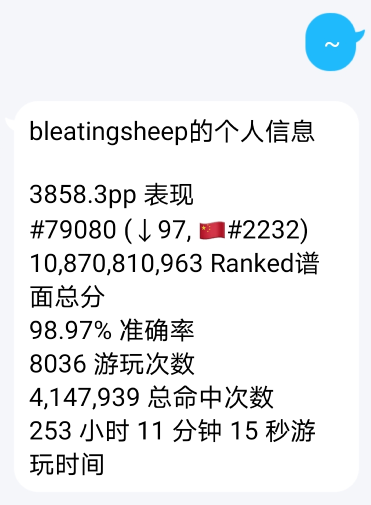 ~
bleatingsheep的个人信息
3858.3pp 表现
#79080 (↓97, 🇨🇳#2232)
10,870,810,963 Ranked谱
面总分
98.97% 准确率
8036 游玩次数
4,147,939 总命中次数
253 小时 11 分钟 15 秒游
玩时间